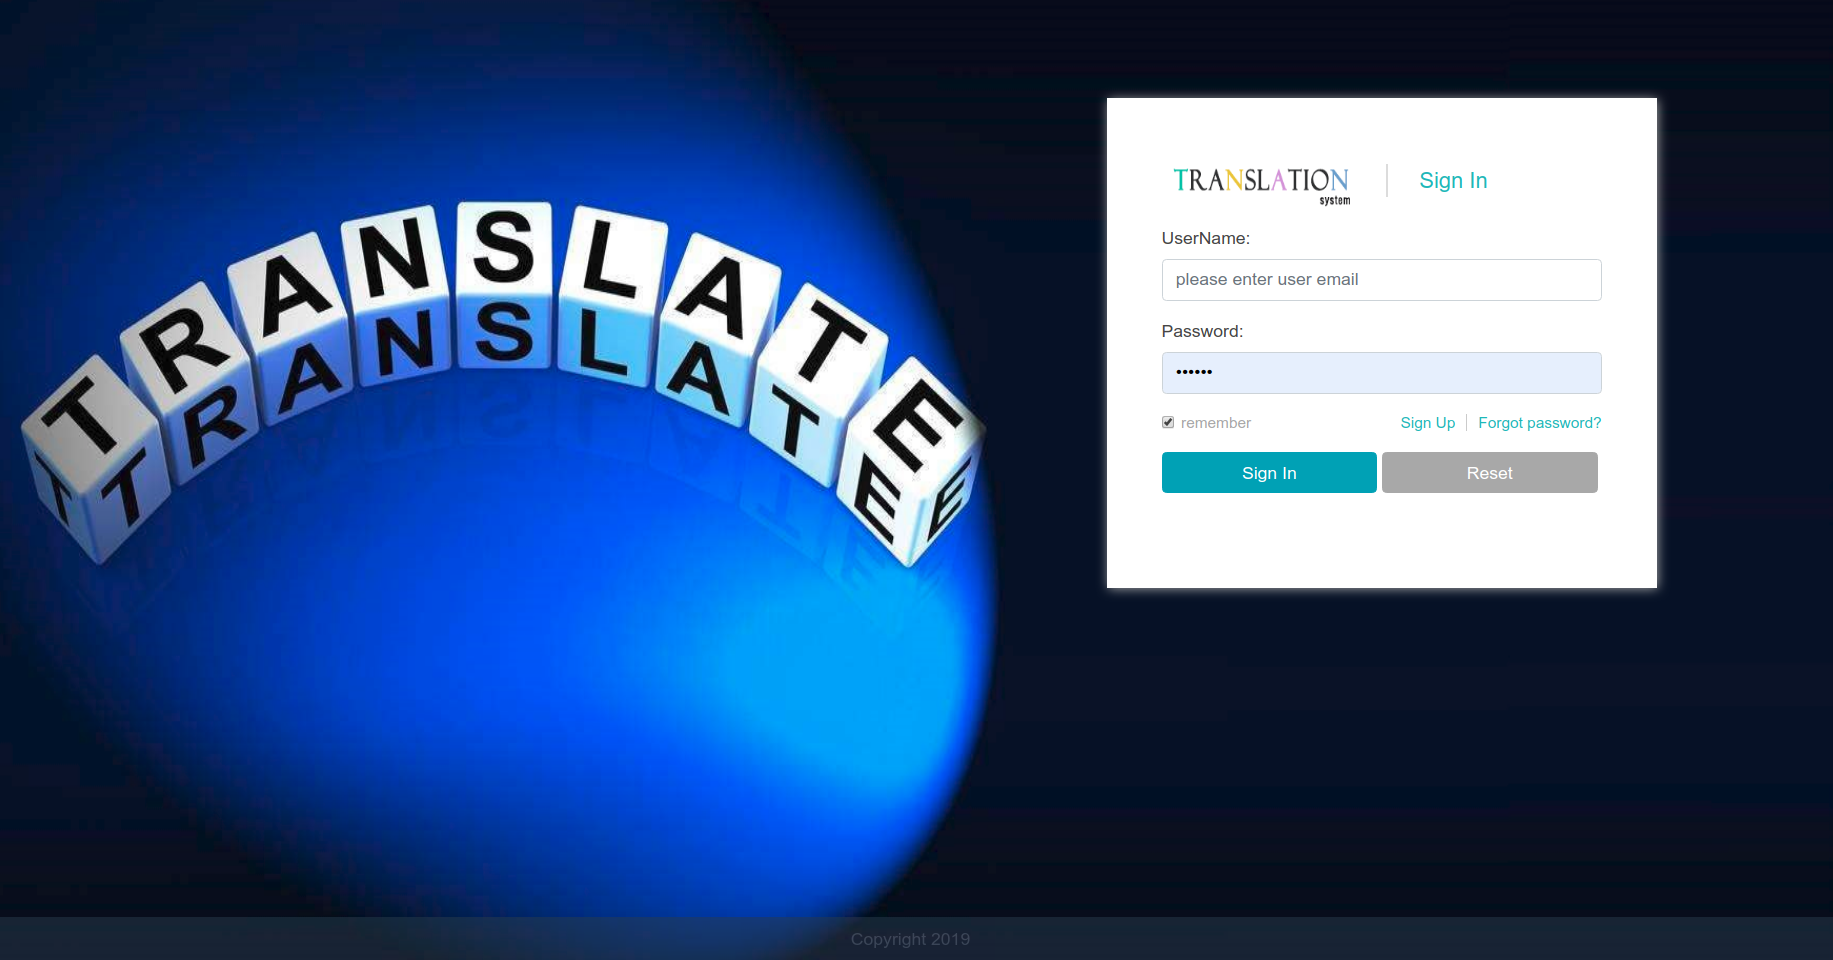 TRANSLATE
TRANSLATE
T
E
TRANSLATION
system
Sign In
UserName:
please enter user email
Password:
••••••
remember
Sign Up
Forgot password?
Sign In
Reset
Copyright 2019